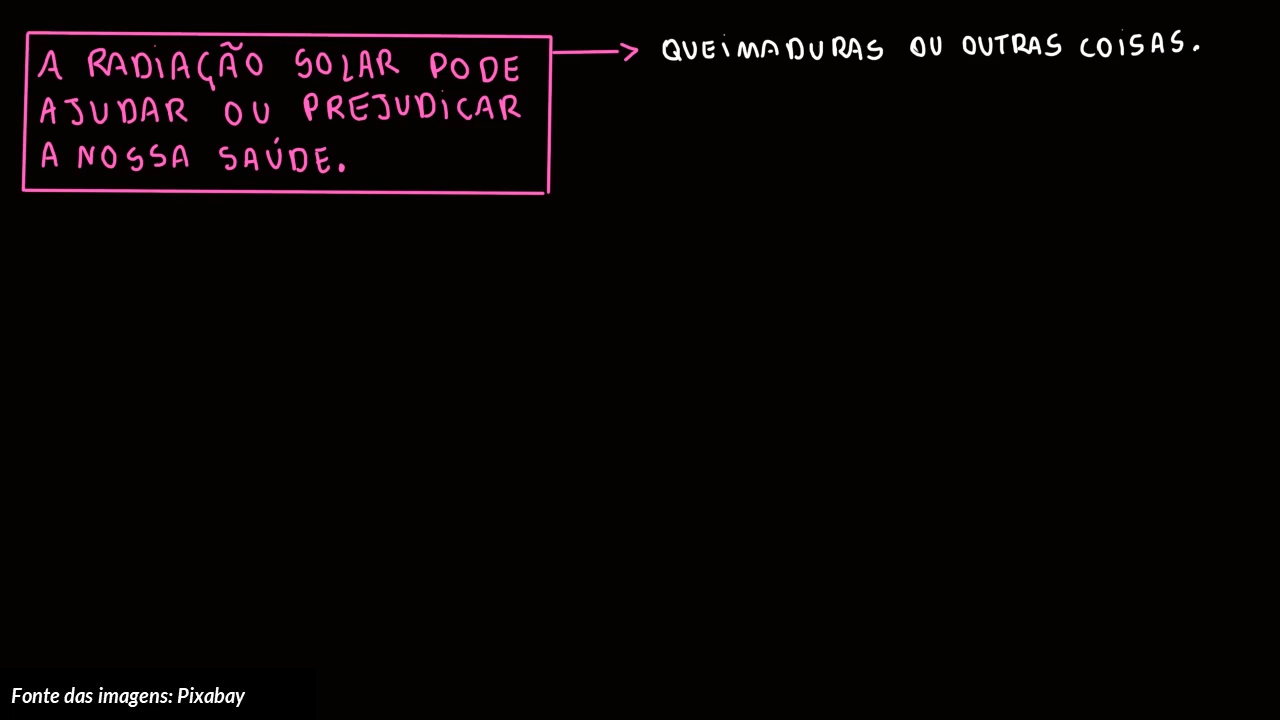 A RADIAÇÃO SOLAR PODE
AJUDAR OU PREJUDICAR
A NOSSA SAÚDE.
QUEIMADURAS OU OUTRAS COISAS.
Fonte das imagens: Pixabay